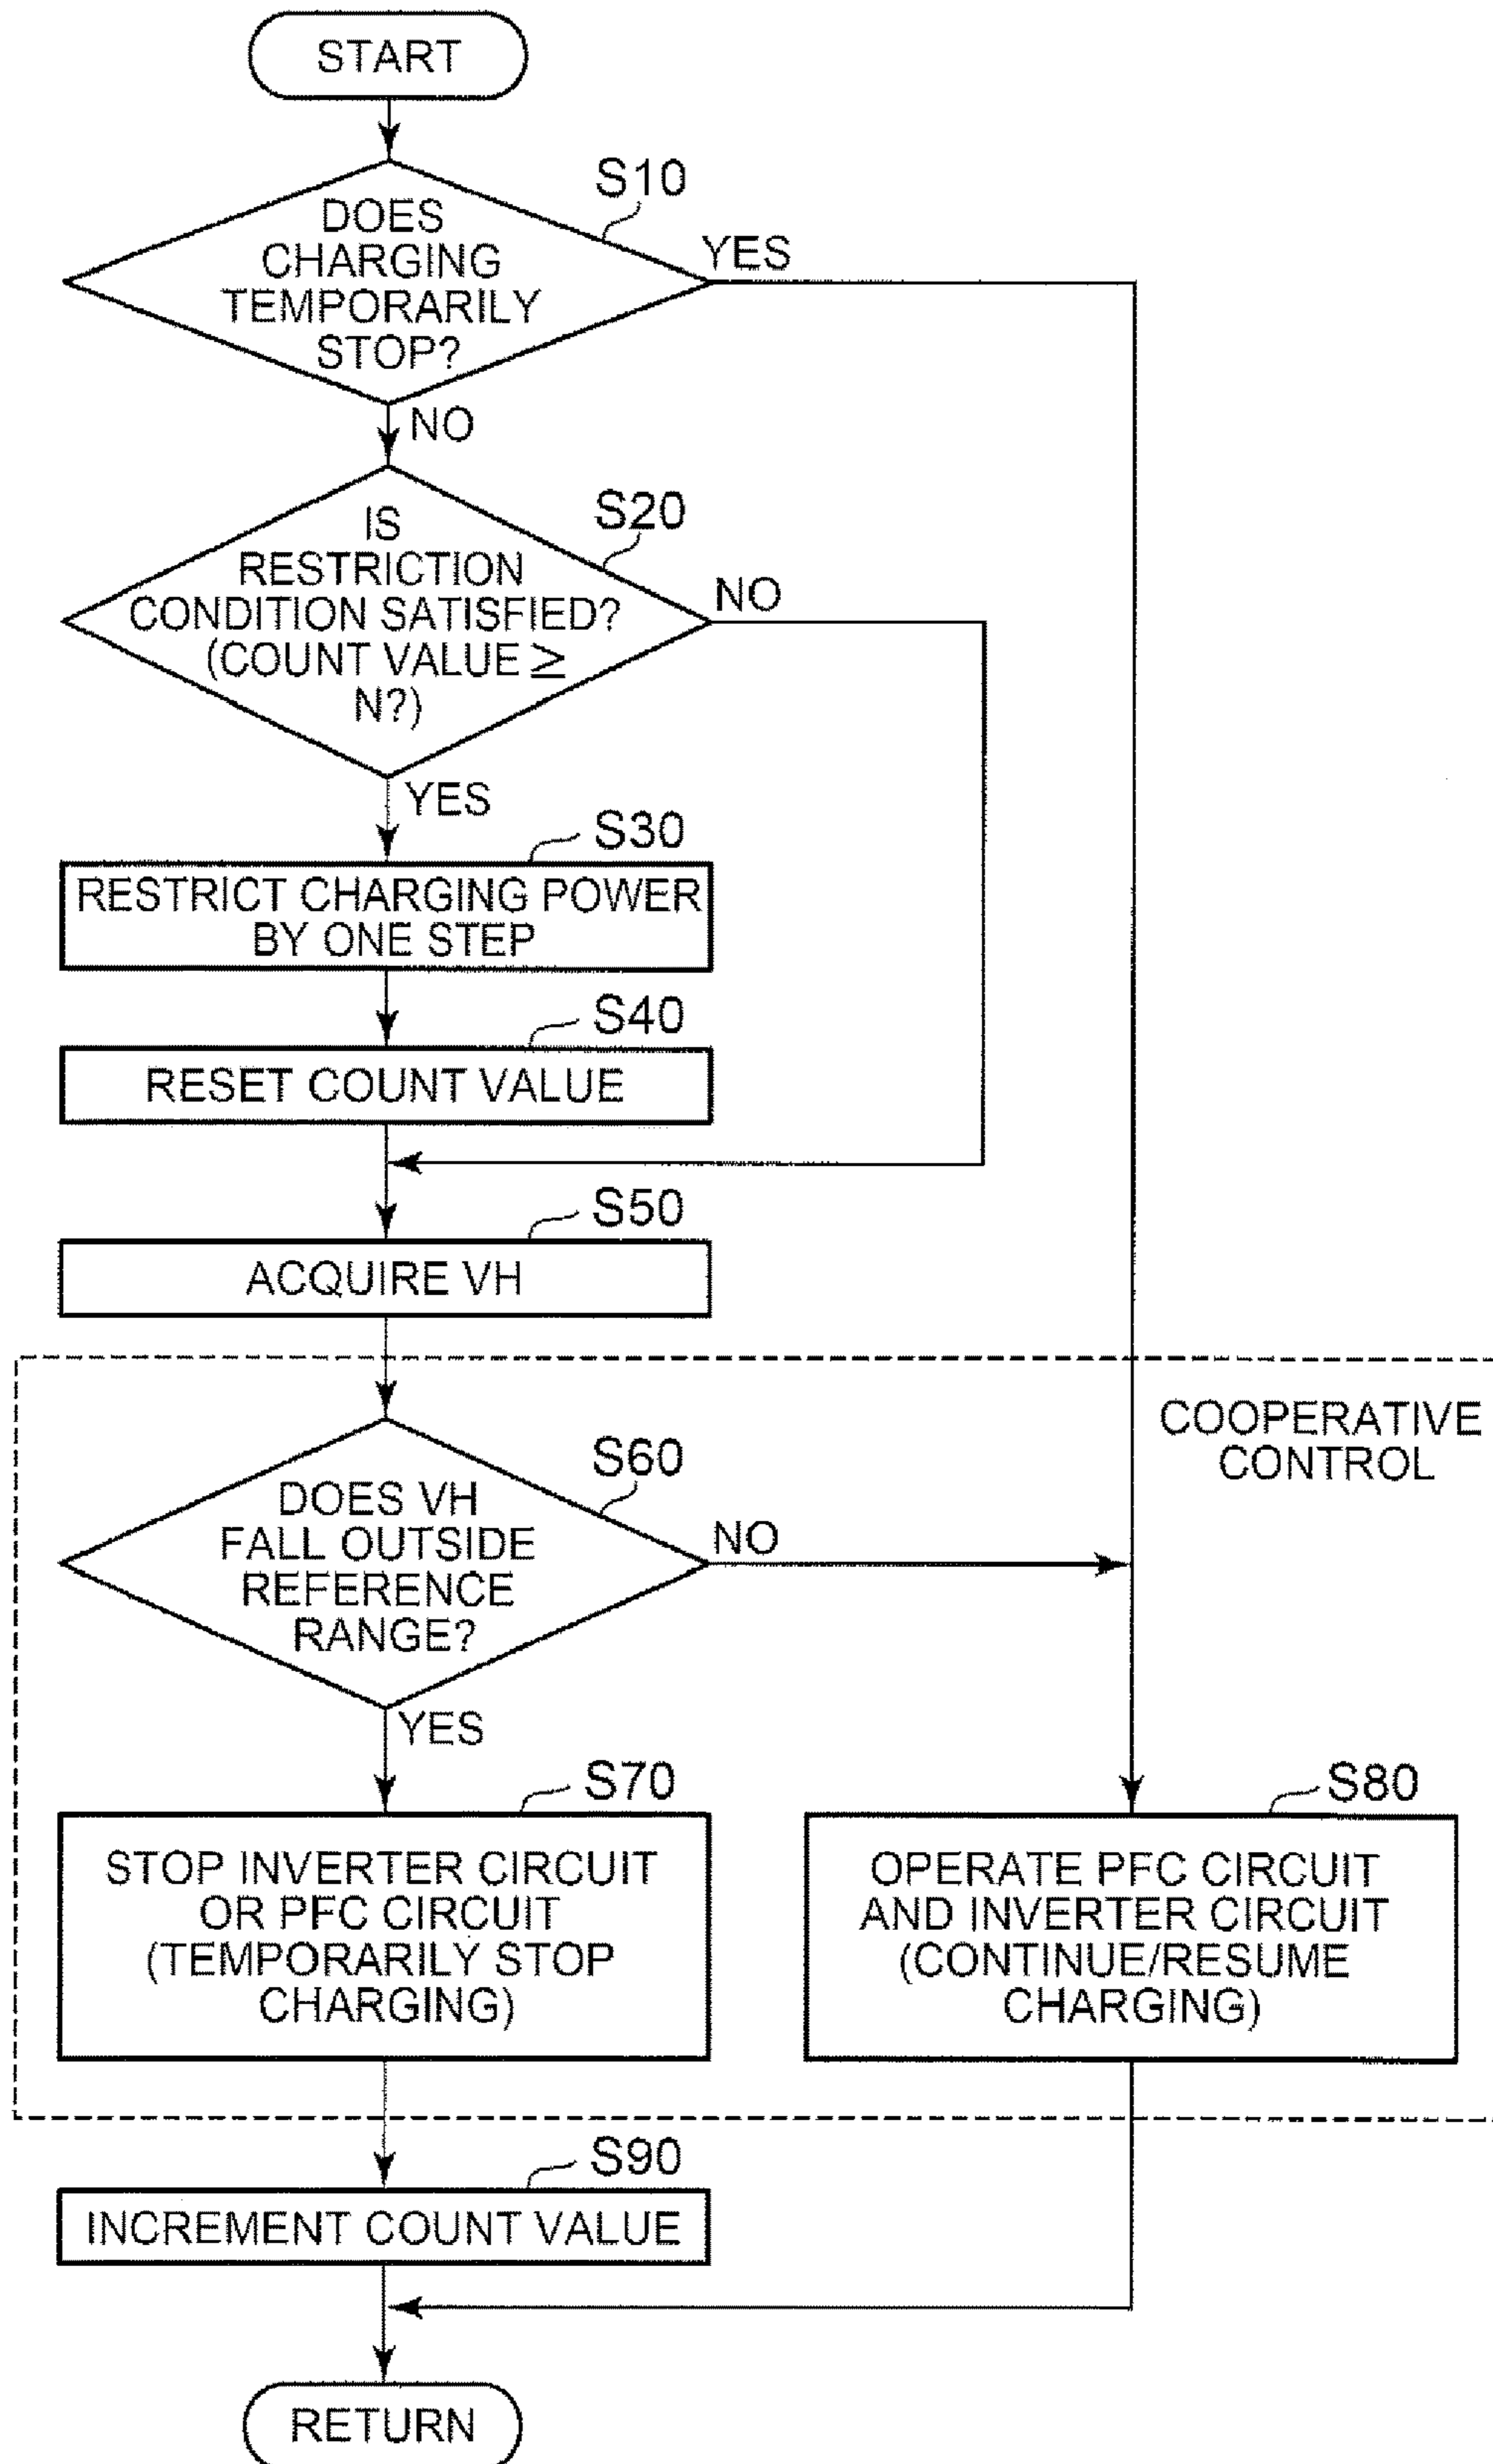 START
S10
DOES
CHARGING
TEMPORARILY
STOP?
YES
NO
S20
IS
RESTRICTION
CONDITION SATISFIED?
(COUNT VALUE ≧
N?)
NO
YES
S30
RESTRICT CHARGING POWER
BY ONE STEP
S40
RESET COUNT VALUE
S50
ACQUIRE VH
COOPERATIVE
CONTROL
S60
DOES VH
FALL OUTSIDE
REFERENCE
RANGE?
NO
YES
S70
STOP INVERTER CIRCUIT
OR PFC CIRCUIT
(TEMPORARILY STOP
CHARGING)
S80
OPERATE PFC CIRCUIT
AND INVERTER CIRCUIT
(CONTINUE/RESUME
CHARGING)
S90
INCREMENT COUNT VALUE
RETURN